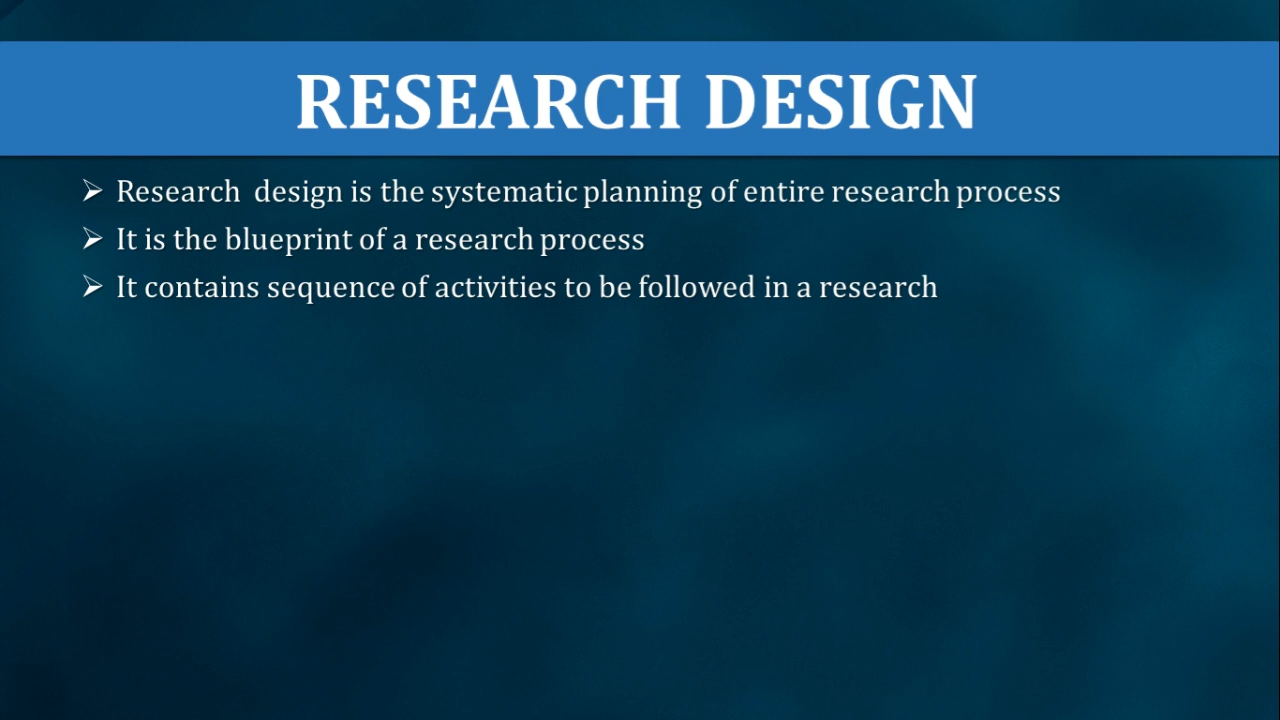 RESEARCH DESIGN
➢ Research design is the systematic planning of entire research process
➢ It is the blueprint of a research process
➢ It contains sequence of activities to be followed in a research